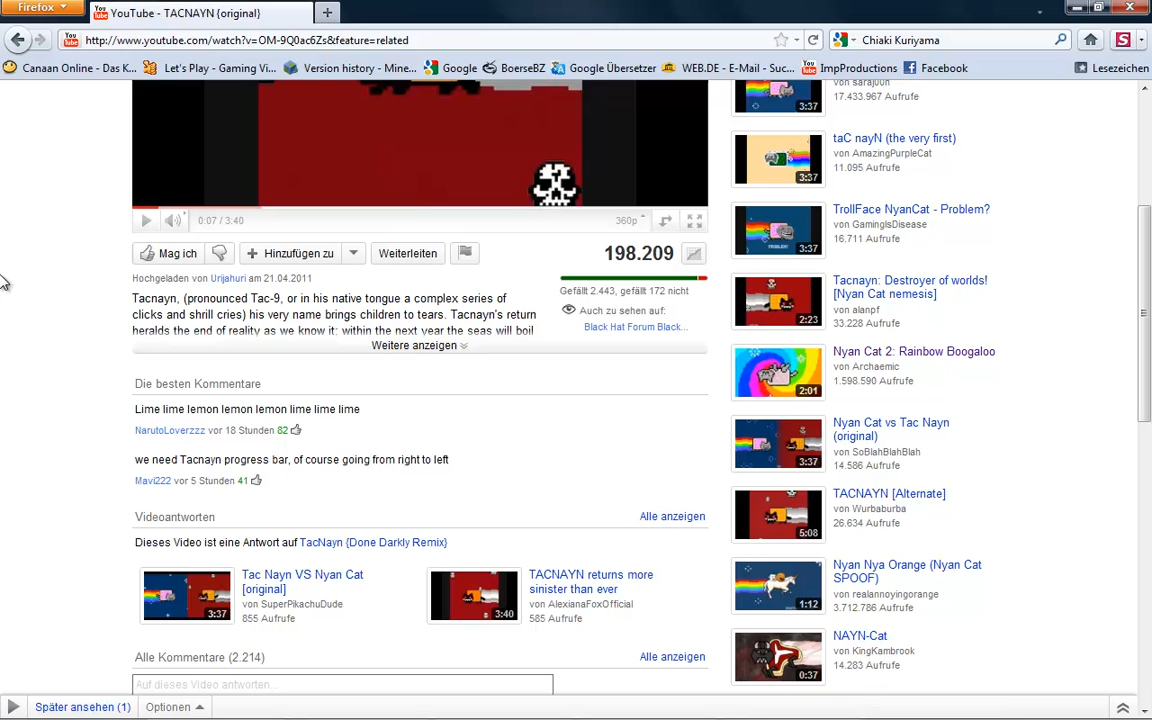 Firefox
YouTube - TACNAYN {original}
http://www.youtube.com/watch?v=OM-9Q0ac6Zs&feature=related
Chiaki Kuriyama
Canaan Online - Das K...
Let's Play - Gaming Vi...
Version history - Mine...
Google
BoerseBZ
Google Übersetzer
WEB.DE - E-Mail - Suc...
ImpProductions
Facebook
Lesezeichen
0:07 / 3:40
360p
Mag ich
Hinzufügen zu
Weiterleiten
198.209
Hochgeladen von Urijahuri am 21.04.2011
Gefällt 2.443, gefällt 172 nicht
Tacnayn, (pronounced Tac-9, or in his native tongue a complex series of
clicks and shrill cries) his very name brings children to tears. Tacnayn's return
heralds the end of reality as we know it; within the next year the seas will boil
Auch zu sehen auf:
Black Hat Forum Black...
Weitere anzeigen
Die besten Kommentare
Lime lime lemon lemon lemon lime lime lime
NarutoLoverzzz vor 18 Stunden 82
we need Tacnayn progress bar, of course going from right to left
Mavi222 vor 5 Stunden 41
Videoantworten
Alle anzeigen
Dieses Video ist eine Antwort auf TacNayn {Done Darkly Remix}
3:37
Tac Nayn VS Nyan Cat
[original]
von SuperPikachuDude
855 Aufrufe
3:40
TACNAYN returns more
sinister than ever
von AlexianaFoxOfficial
585 Aufrufe
Alle Kommentare (2.214)
Alle anzeigen
Auf dieses Video antworten...
von saraj00n
17.433.967 Aufrufe
3:37
taC nayN (the very first)
von AmazingPurpleCat
11.095 Aufrufe
3:37
TrollFace NyanCat - Problem?
von GamingIsDisease
16.711 Aufrufe
PROBLEM?
3:37
Tacnayn: Destroyer of worlds!
[Nyan Cat nemesis]
von alanpf
33.228 Aufrufe
2:23
Nyan Cat 2: Rainbow Boogaloo
von Archaemic
1.598.590 Aufrufe
2:01
Nyan Cat vs Tac Nayn
(original)
von SoBlahBlahBlah
14.586 Aufrufe
3:37
TACNAYN [Alternate]
von Wurbaburba
26.634 Aufrufe
5:08
Nyan Nya Orange (Nyan Cat
SPOOF)
von realannoyingorange
3.712.786 Aufrufe
1:12
NAYN-Cat
von KingKambrook
14.283 Aufrufe
0:37
Später ansehen (1)
Optionen